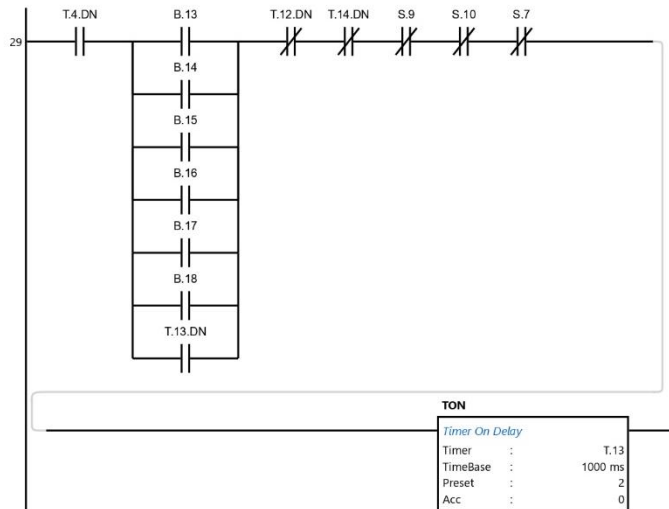 T.4.DN B.13 T.12.DN T.14.DN S.9 S.10 S.7
29
B.14
B.15
B.16
B.17
B.18
T.13.DN
TON
Timer On Delay
Timer : T.13
TimeBase : 1000 ms
Preset : 2
Acc : 0